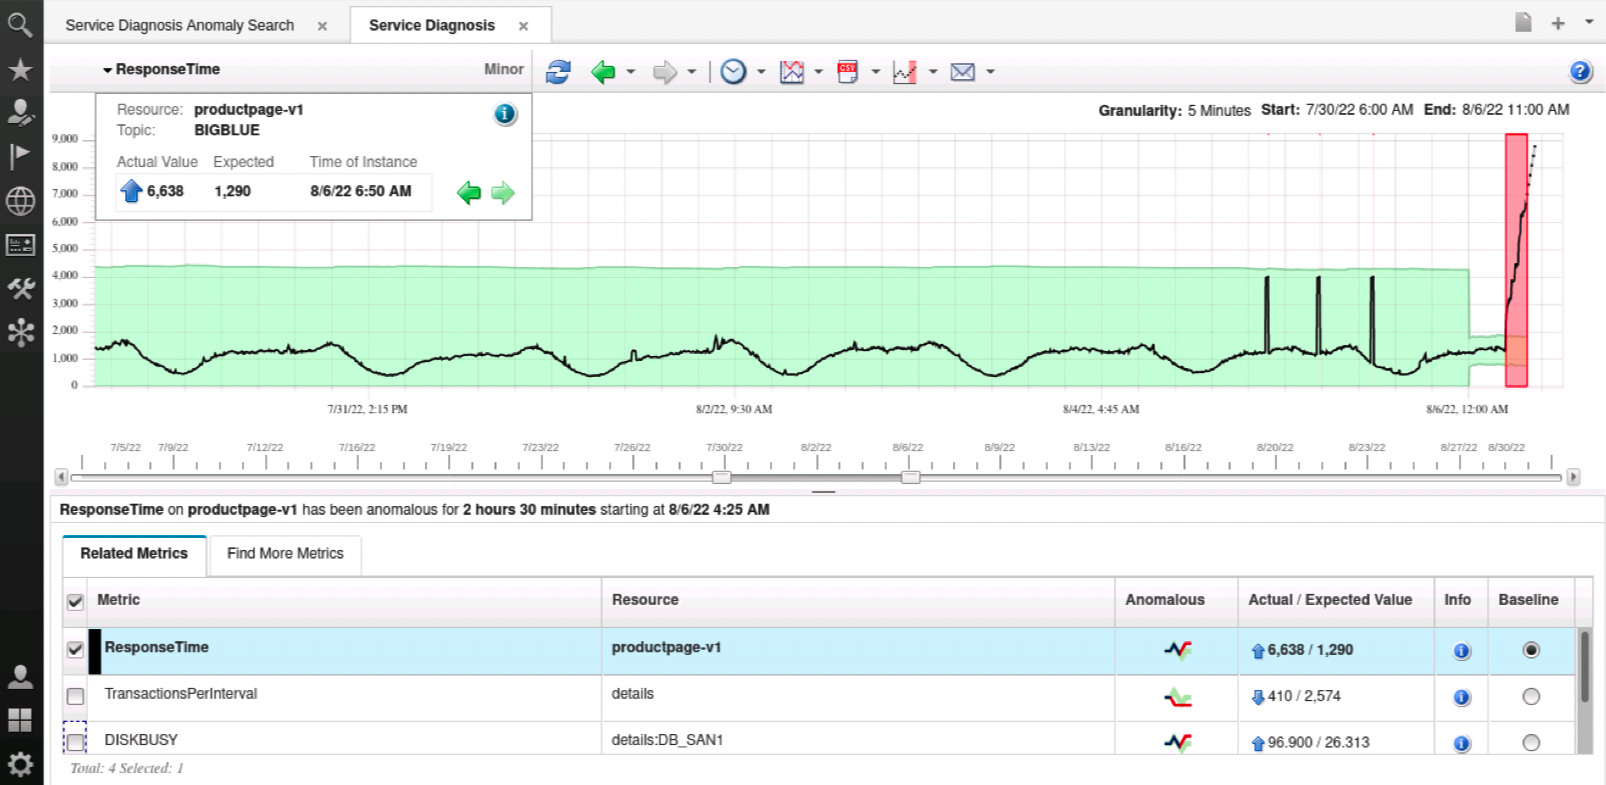 Service Diagnosis Anomaly Search
Service Diagnosis
ResponseTime Minor
CSV
Granularity: 5 Minutes Start: 7/30/22 6:00 AM End: 8/6/22 11:00 AM
Resource: productpage-v1
Topic: BIGBLUE
Actual Value Expected Time of Instance
6,638 1,290 8/6/22 6:50 AM
9,000
8,000
7,000
6,000
5,000
4,000
3,000
2,000
1,000
0
7/31/22, 2:15 PM 8/2/22, 9:30 AM 8/4/22, 4:45 AM 8/6/22, 12:00 AM
7/5/22 7/9/22 7/12/22 7/16/22 7/19/22 7/23/22 7/26/22 7/30/22 8/2/22 8/6/22 8/9/22 8/13/22 8/16/22 8/20/22 8/23/22 8/27/22 8/30/22
ResponseTime on productpage-v1 has been anomalous for 2 hours 30 minutes starting at 8/6/22 4:25 AM
Related Metrics Find More Metrics
Metric Resource Anomalous Actual / Expected Value Info Baseline
ResponseTime productpage-v1 6,638 / 1,290
TransactionsPerInterval details 410 / 2,574
DISKBUSY details:DB_SAN1 96.900 / 26.313
Total: 4 Selected: 1